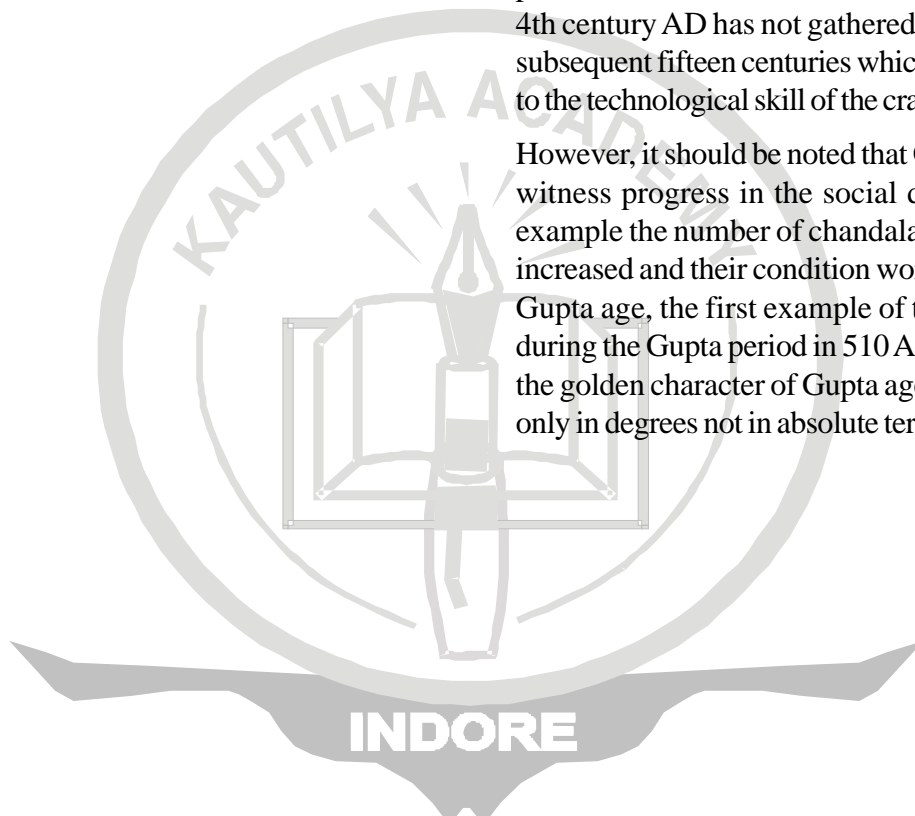 4th century AD has not gathered
subsequent fifteen centuries whic
to the technological skill of the cra
However, it should be noted that
witness progress in the social
example the number of chandala
increased and their condition wo
Gupta age, the first example of
during the Gupta period in 510 A
the golden character of Gupta ag
only in degrees not in absolute ter
KAUTILYA ACADEMY
INDORE